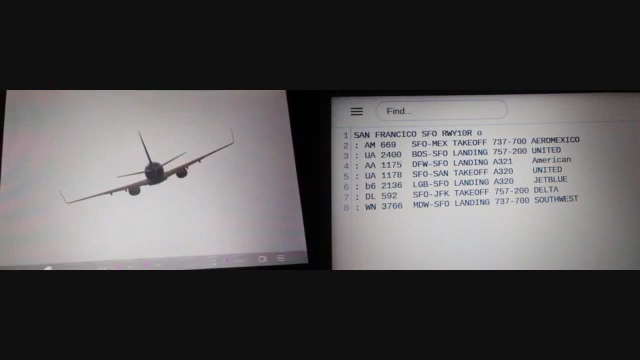 Find...
1 SAN FRANCICO SFO RWY10R o
2 : AM 669 SFO-MEX TAKEOFF 737-700 AEROMEXICO
3 : UA 2400 BOS-SFO LANDING 757-200 UNITED
4 : AA 1175 DFW-SFO LANDING A321 American
5 : UA 1178 SFO-SAN TAKEOFF A320 UNITED
6 : b6 2136 LGB-SFO LANDING A320 JETBLUE
7 : DL 592 SFO-JFK TAKEOFF 757-200 DELTA
8 : WN 3766 MDW-SFO LANDING 737-700 SOUTHWEST